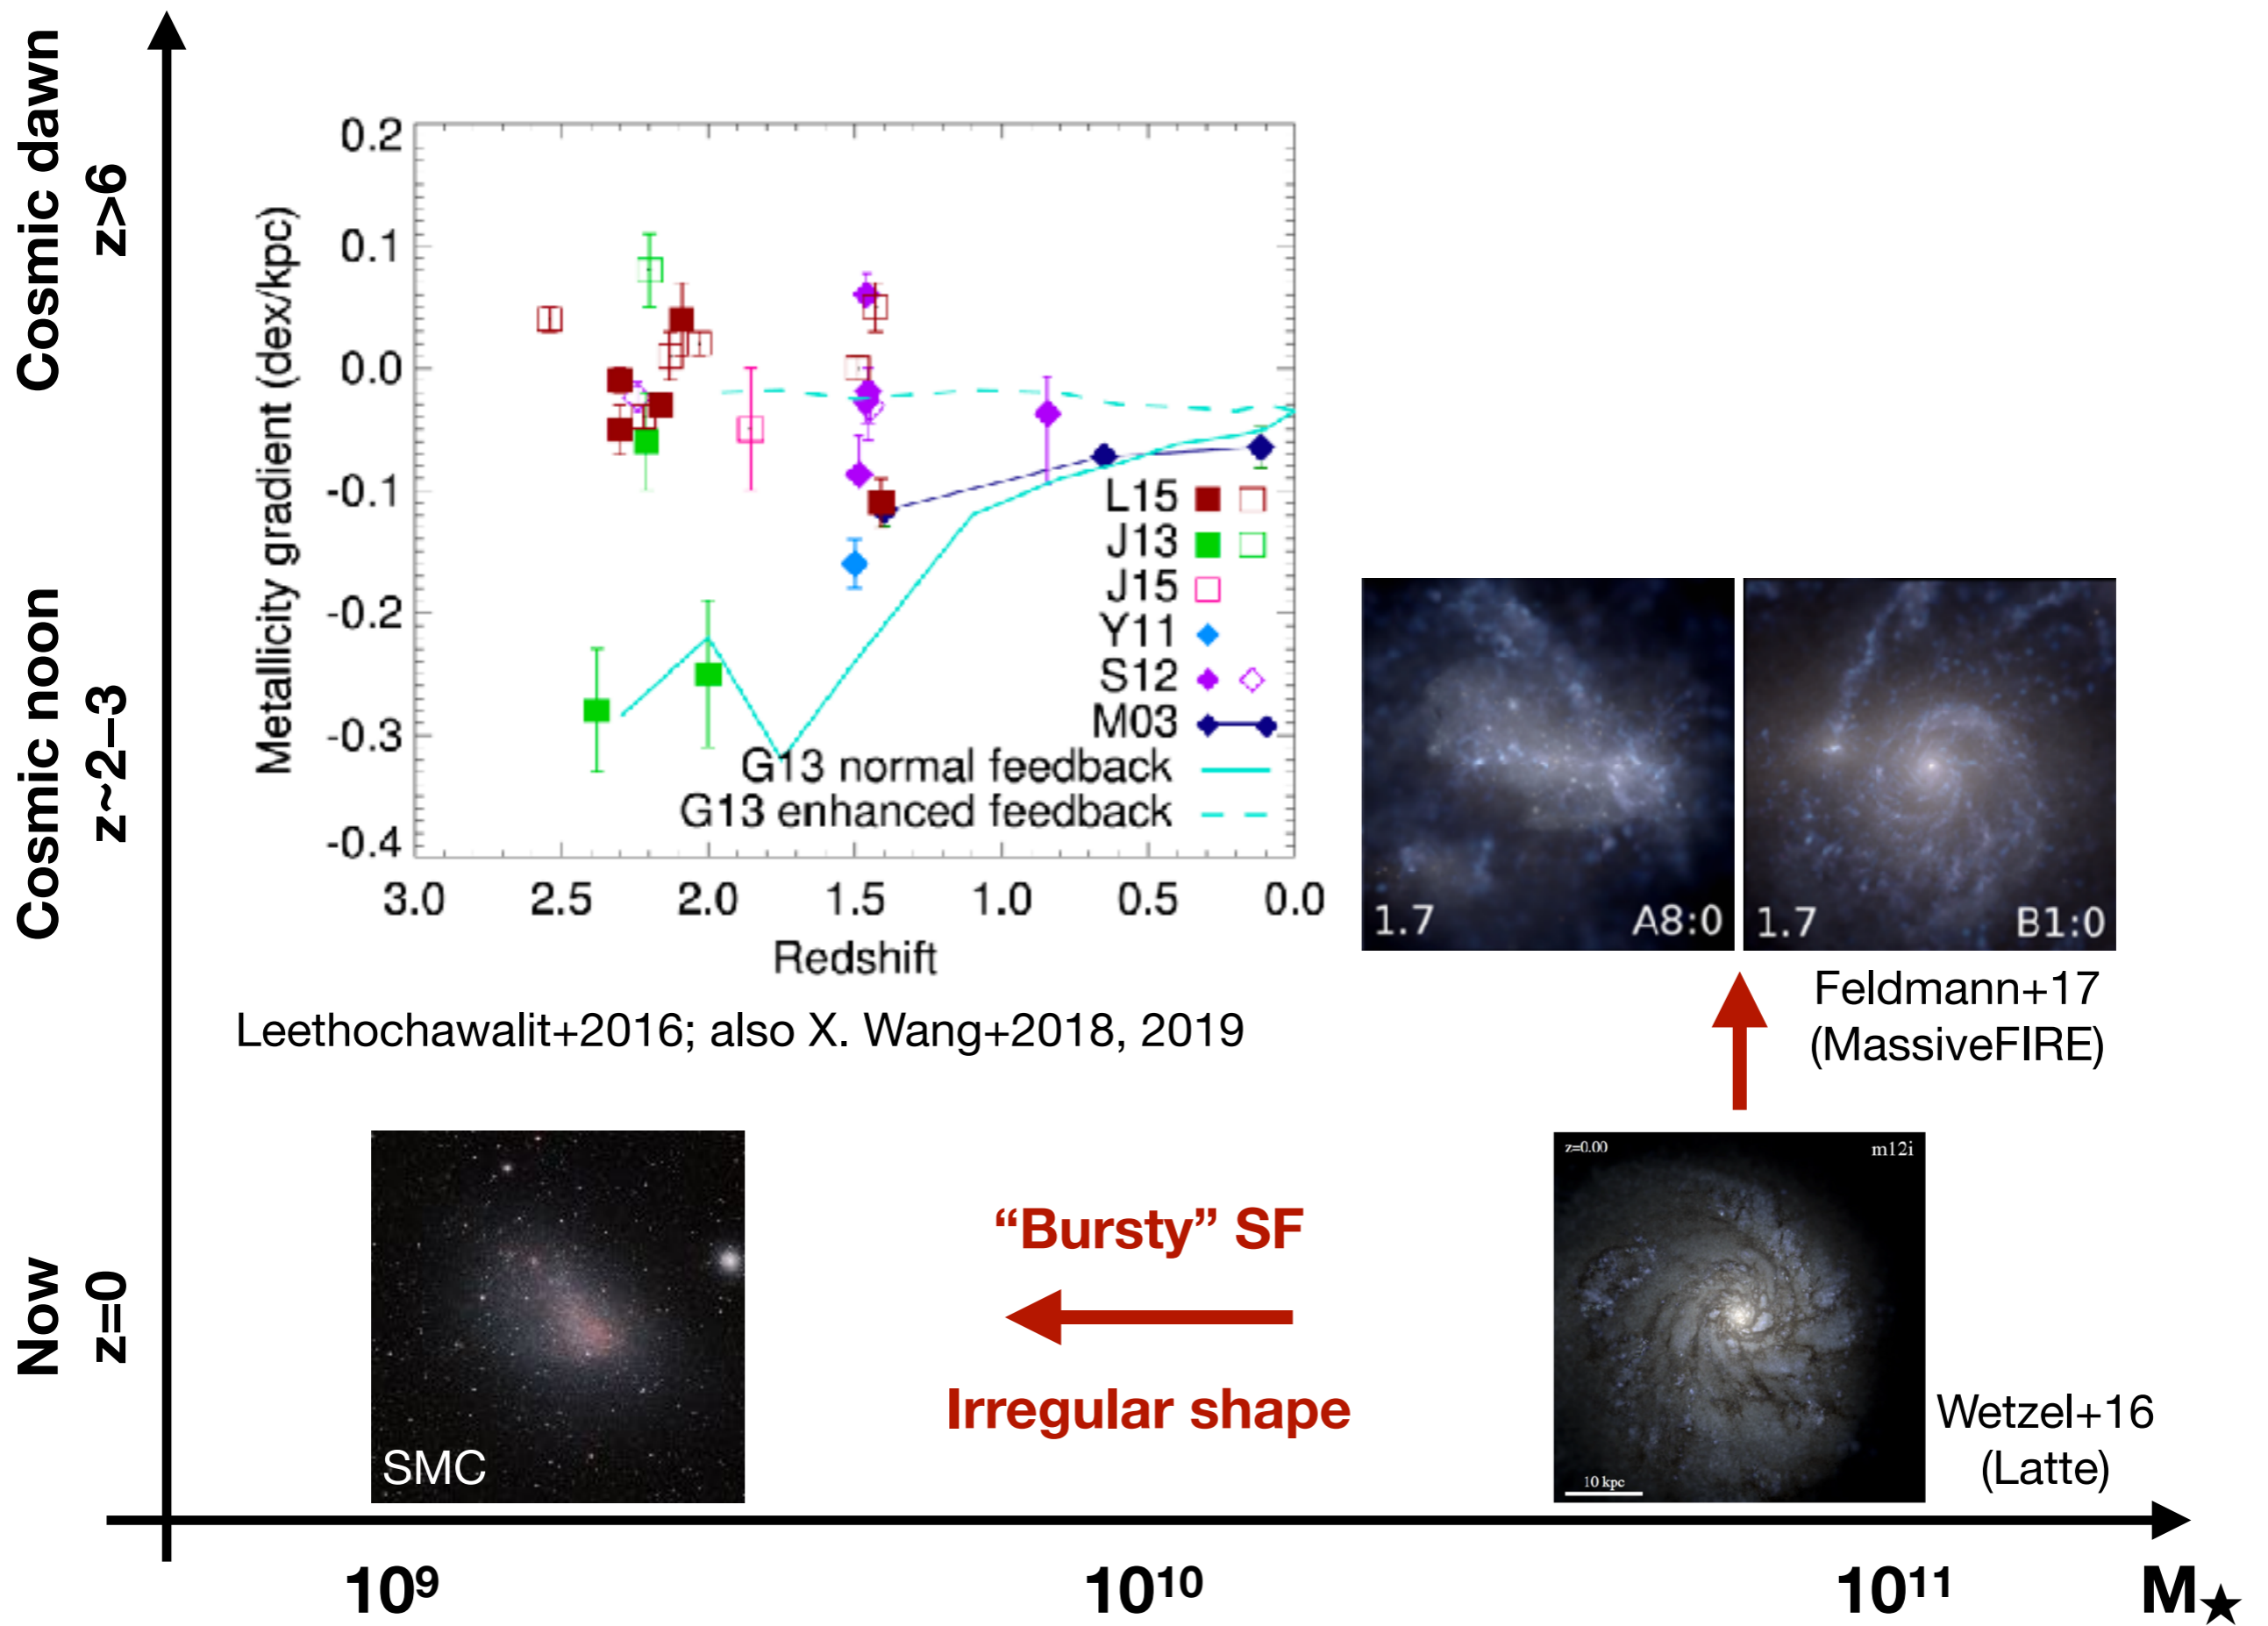 Cosmic dawn
z>6
Cosmic noon
z~2–3
Now
z=0
Metallicity gradient (dex/kpc)
0.2
0.1
0.0
-0.1
-0.2
-0.3
-0.4
L15
J13
J15
Y11
S12
M03
G13 normal feedback
G13 enhanced feedback
3.0 2.5 2.0 1.5 1.0 0.5 0.0
Redshift
Leethochawalit+2016; also X. Wang+2018, 2019
1.7 A8:0
1.7 B1:0
Feldmann+17
(MassiveFIRE)
SMC
“Bursty” SF
Irregular shape
z=0.00 m12i
10 kpc
Wetzel+16
(Latte)
10⁹ 10¹⁰ 10¹¹ M★